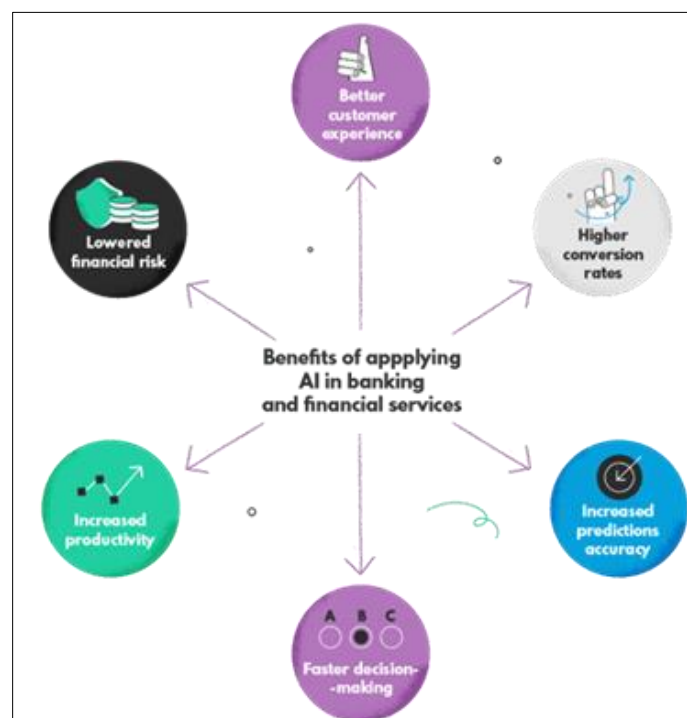 Better
customer
experience
Lowered
financial risk
Higher
conversion
rates
Benefits of appplying
AI in banking
and financial services
Increased
productivity
Increased
predictions
accuracy
A B C
Faster decision-
-making